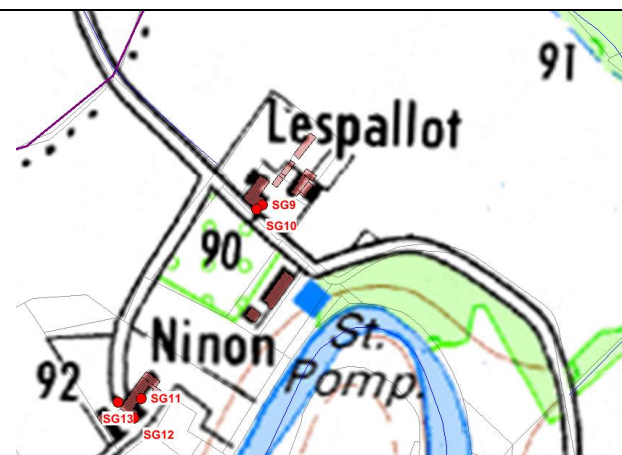 91
Lespallot
SG9
SG10
90
Ninon
St.
Pomp.
92
SG11
SG13
SG12